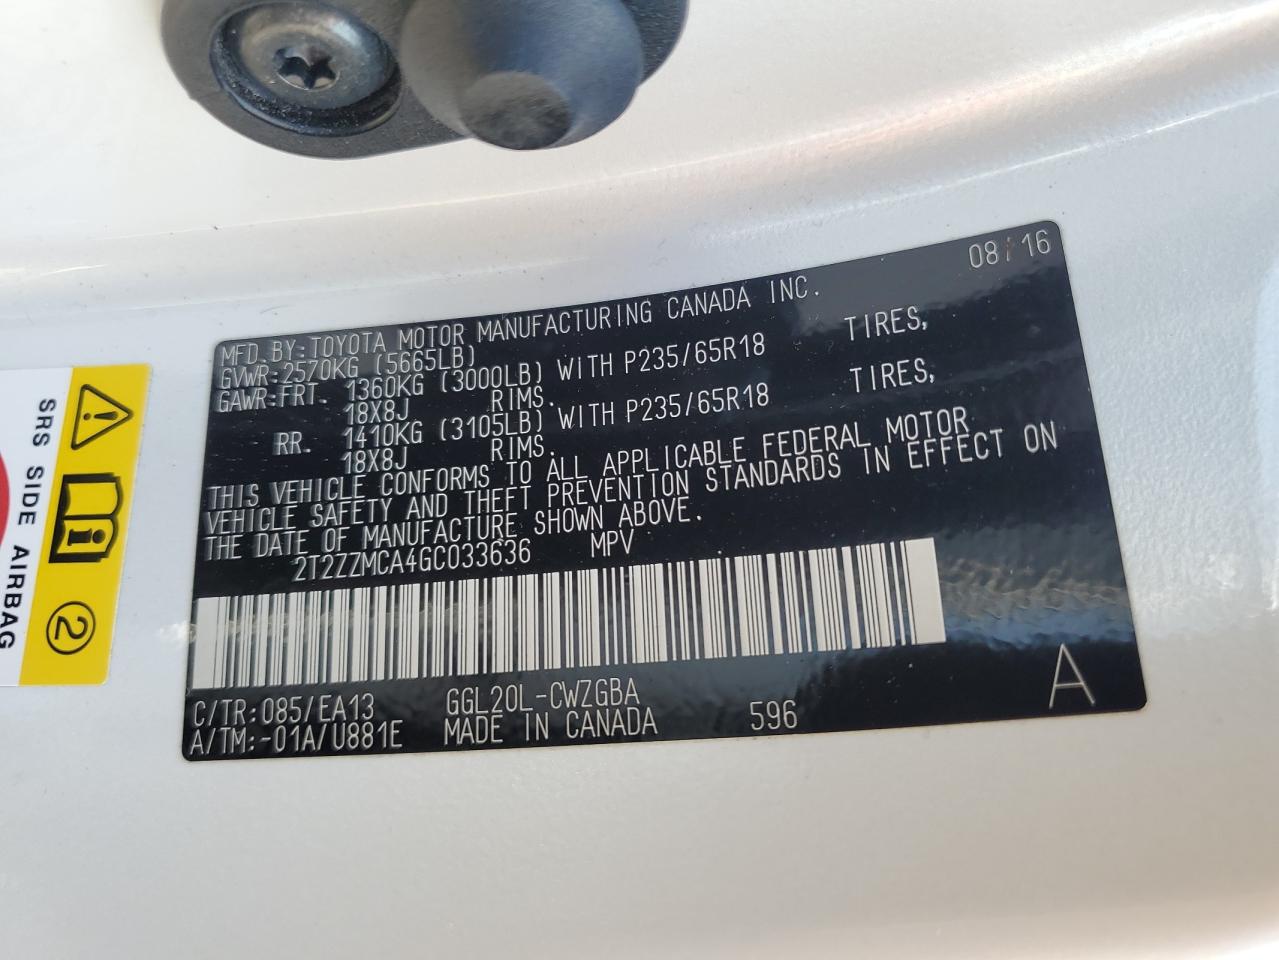 08/16
MFD.BY:TOYOTA MOTOR MANUFACTURING CANADA INC.
GVWR:2570KG (5665LB)
GAWR:FRT. 1360KG (3000LB) WITH P235/65R18 TIRES,
18X8J RIMS.
RR. 1410KG (3105LB) WITH P235/65R18 TIRES,
18X8J RIMS.
THIS VEHICLE CONFORMS TO ALL APPLICABLE FEDERAL MOTOR
VEHICLE SAFETY AND THEFT PREVENTION STANDARDS IN EFFECT ON
THE DATE OF MANUFACTURE SHOWN ABOVE.
2T2ZZMCA4GC033636 MPV
C/TR:085/EA13 GGL20L-CWZGBA
A/TM:-01A/U881E MADE IN CANADA 596 A
SRS SIDE AIRBAG
2